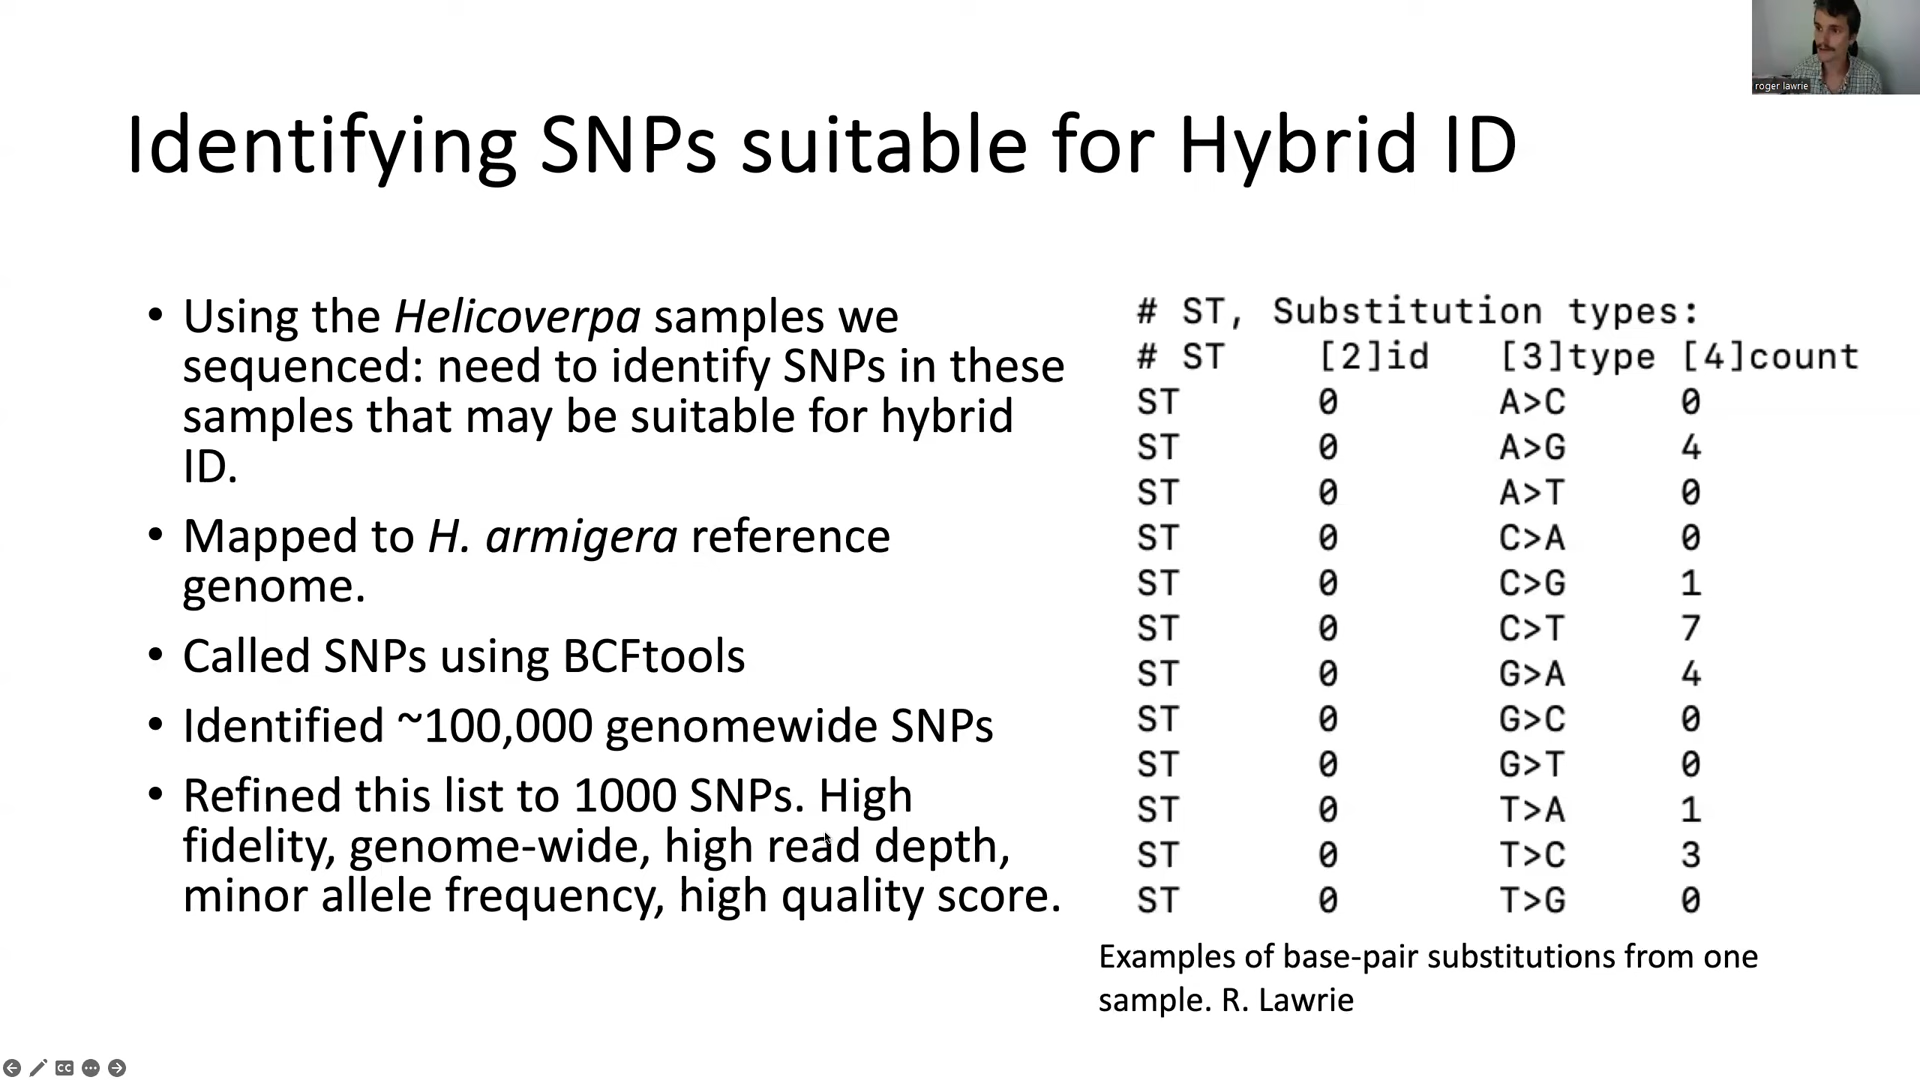 roger lawrie
Identifying SNPs suitable for Hybrid ID
• Using the Helicoverpa samples we
sequenced: need to identify SNPs in these
samples that may be suitable for hybrid
ID.
• Mapped to H. armigera reference
genome.
• Called SNPs using BCFtools
• Identified ~100,000 genomewide SNPs
• Refined this list to 1000 SNPs. High
fidelity, genome-wide, high read depth,
minor allele frequency, high quality score.
# ST, Substitution types:
# ST [2]id [3]type [4]count
ST 0 A>C 0
ST 0 A>G 4
ST 0 A>T 0
ST 0 C>A 0
ST 0 C>G 1
ST 0 C>T 7
ST 0 G>A 4
ST 0 G>C 0
ST 0 G>T 0
ST 0 T>A 1
ST 0 T>C 3
ST 0 T>G 0
Examples of base-pair substitutions from one
sample. R. Lawrie
CC